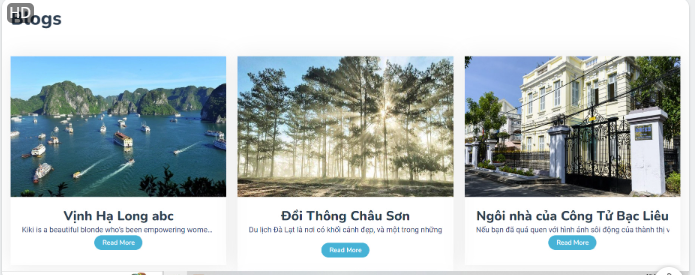 HD
Blogs
Vịnh Hạ Long abc
Kiki is a beautiful blonde who's been empowering wome...
Read More
Đồi Thông Châu Sơn
Du lịch Đà Lạt là nơi có khối cảnh đẹp, và một trong những
Read More
Ngôi nhà của Công Tử Bạc Liêu
Nếu bạn đã quá quen với hình ảnh sôi động của thành thị v
Read More